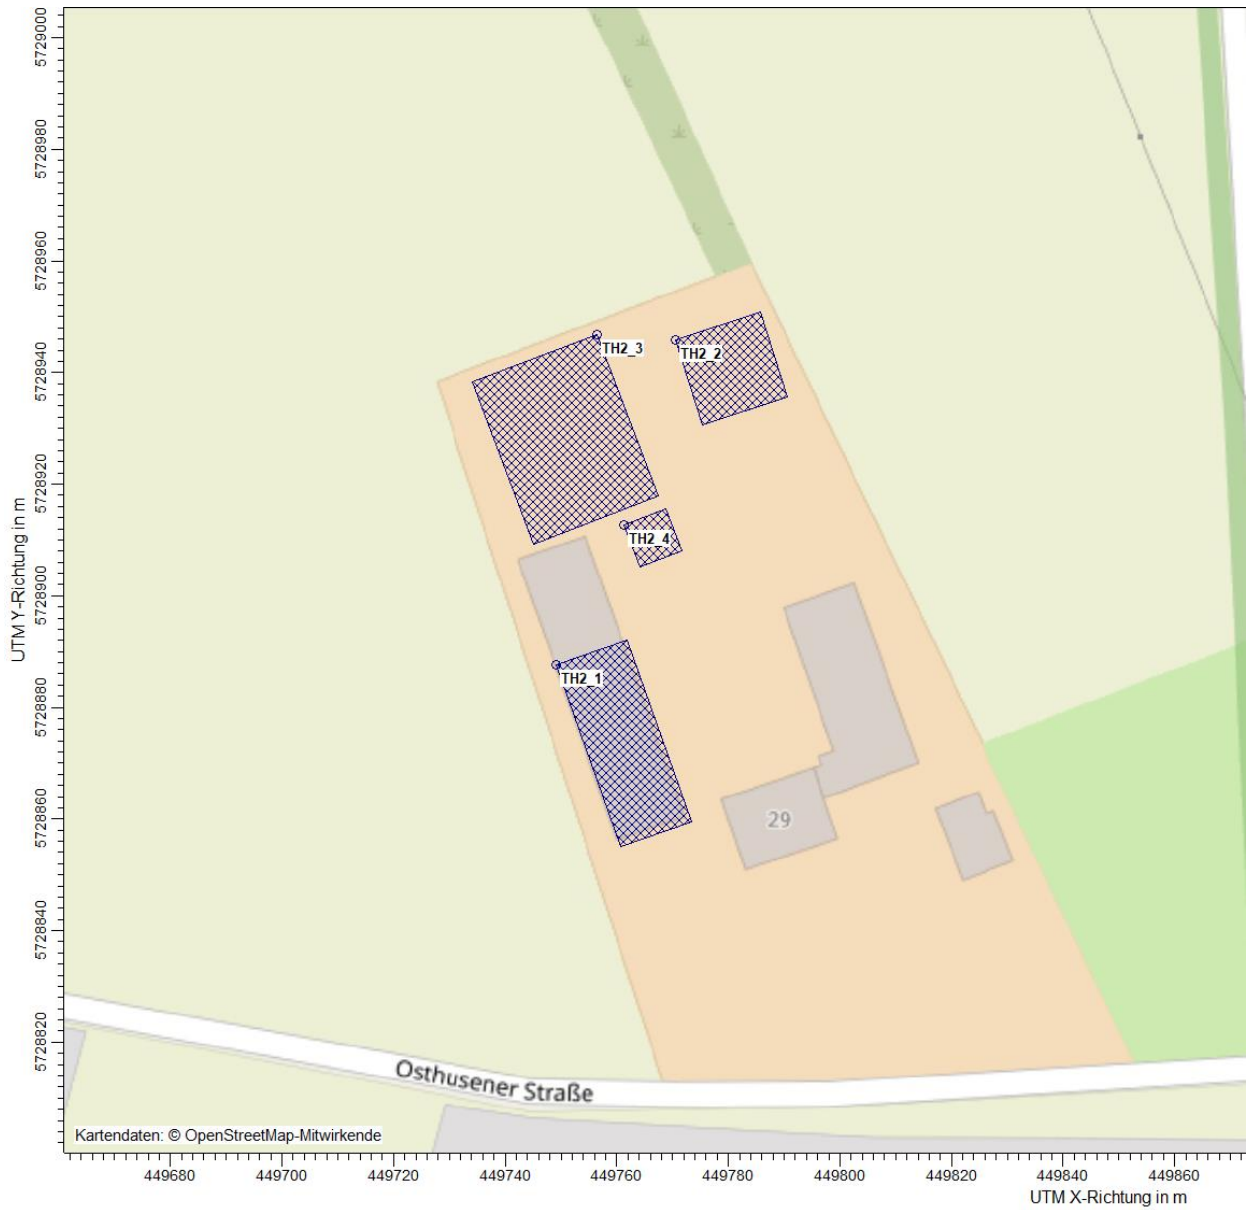 5729000
5728980
5728960
5728940
5728920
5728900
5728880
5728860
5728840
5728820
UTM Y-Richtung in m
TH2_3
TH2_2
TH2_4
TH2_1
29
Osthusener Straße
Kartendaten: © OpenStreetMap-Mitwirkende
449680 449700 449720 449740 449760 449780 449800 449820 449840 449860
UTM X-Richtung in m